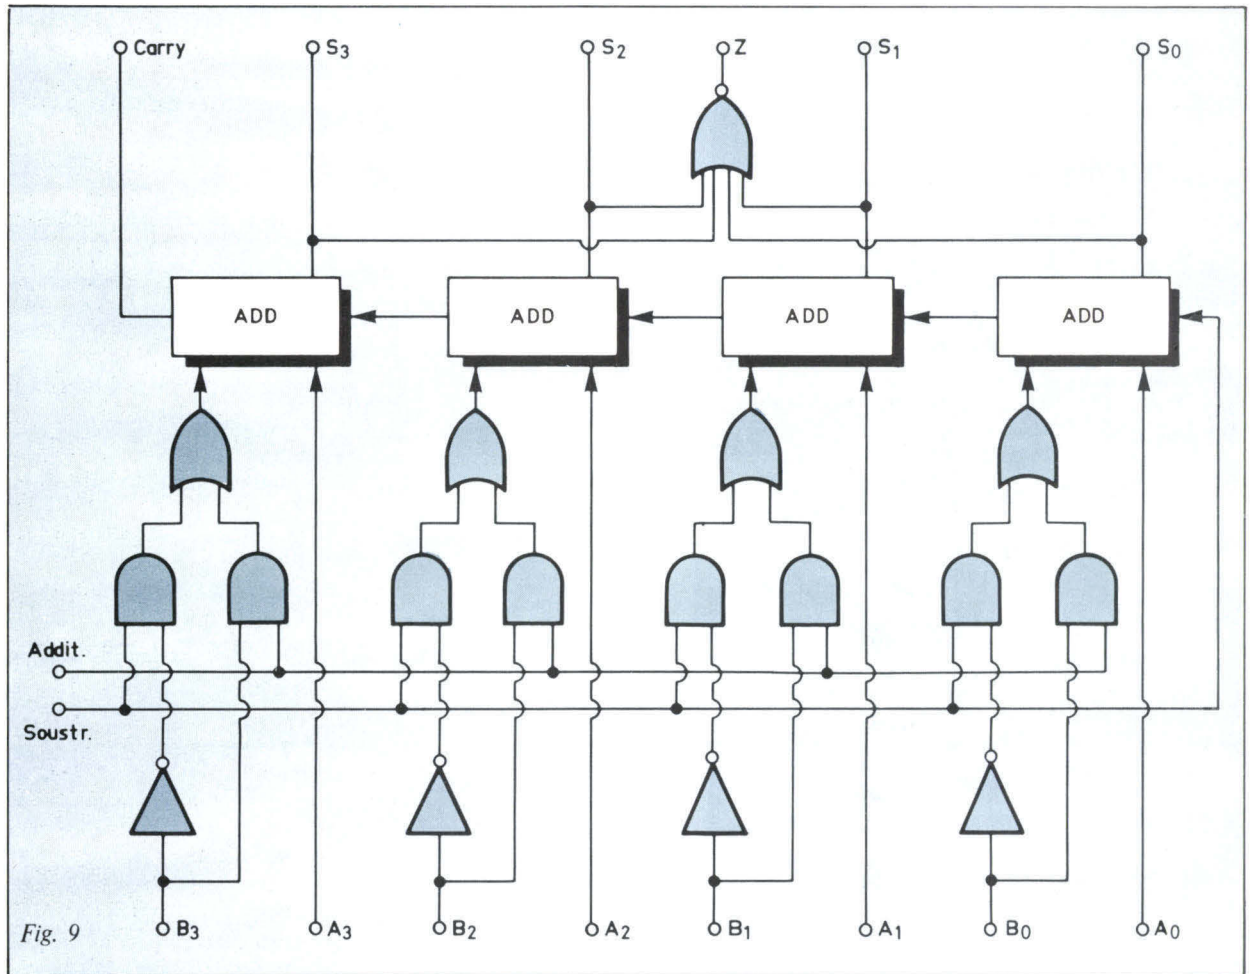 Carry S3 S2 Z S1 S0
ADD ADD ADD ADD
Addit.
Soustr.
Fig. 9 B3 A3 B2 A2 B1 A1 B0 A0